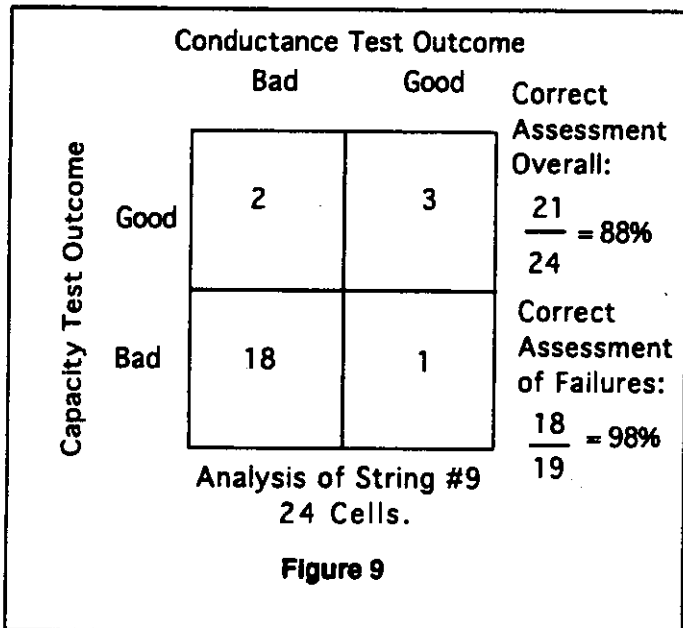 Conductance Test Outcome
Bad Good
Correct
Assessment
Overall:
21
24
= 88%
Capacity Test Outcome
Good 2 3
Bad 18 1
Correct
Assessment
of Failures:
18
19
= 98%
Analysis of String #9
24 Cells.
Figure 9